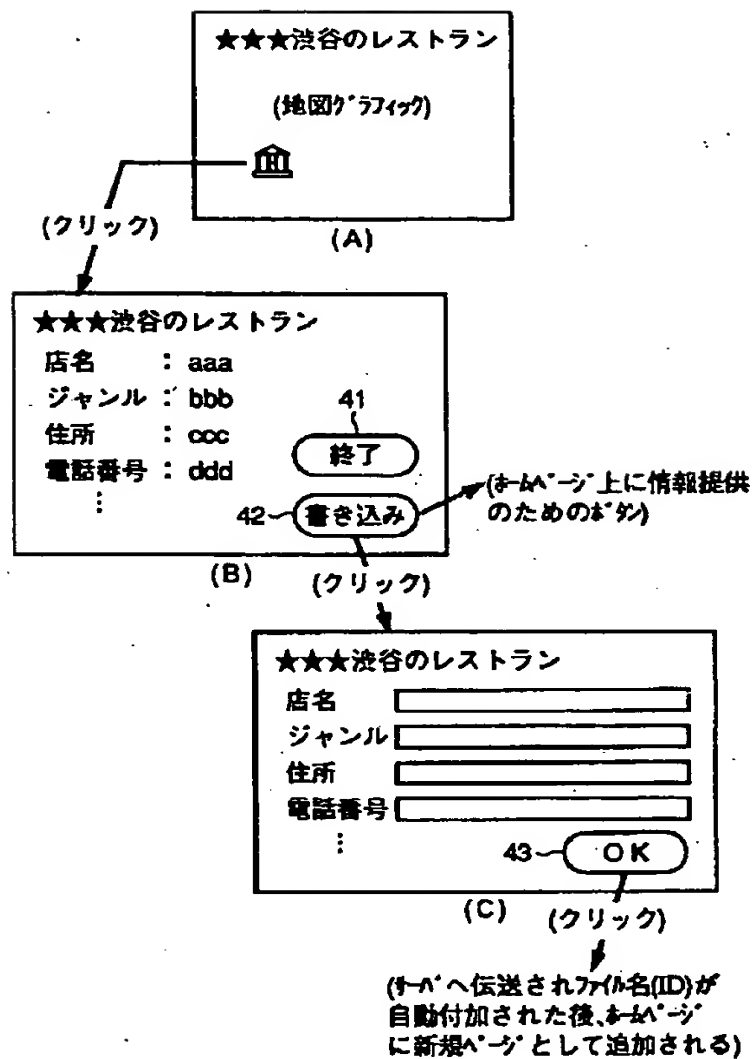 ★★★渋谷のレストラン
(地図グラフィック)
(クリック)
(A)
★★★渋谷のレストラン
店名 : aaa
ジャンル : bbb
住所 : ccc
電話番号 : ddd
⋮
41
終了
42
書き込み
(ホームページ上に情報提供
のためのボタン)
(B)
(クリック)
★★★渋谷のレストラン
店名
ジャンル
住所
電話番号
⋮
43
OK
(C)
(クリック)
(サーバへ伝送されファイル名(ID)が
自動付加された後、ホームページ
に新規ページとして追加される)